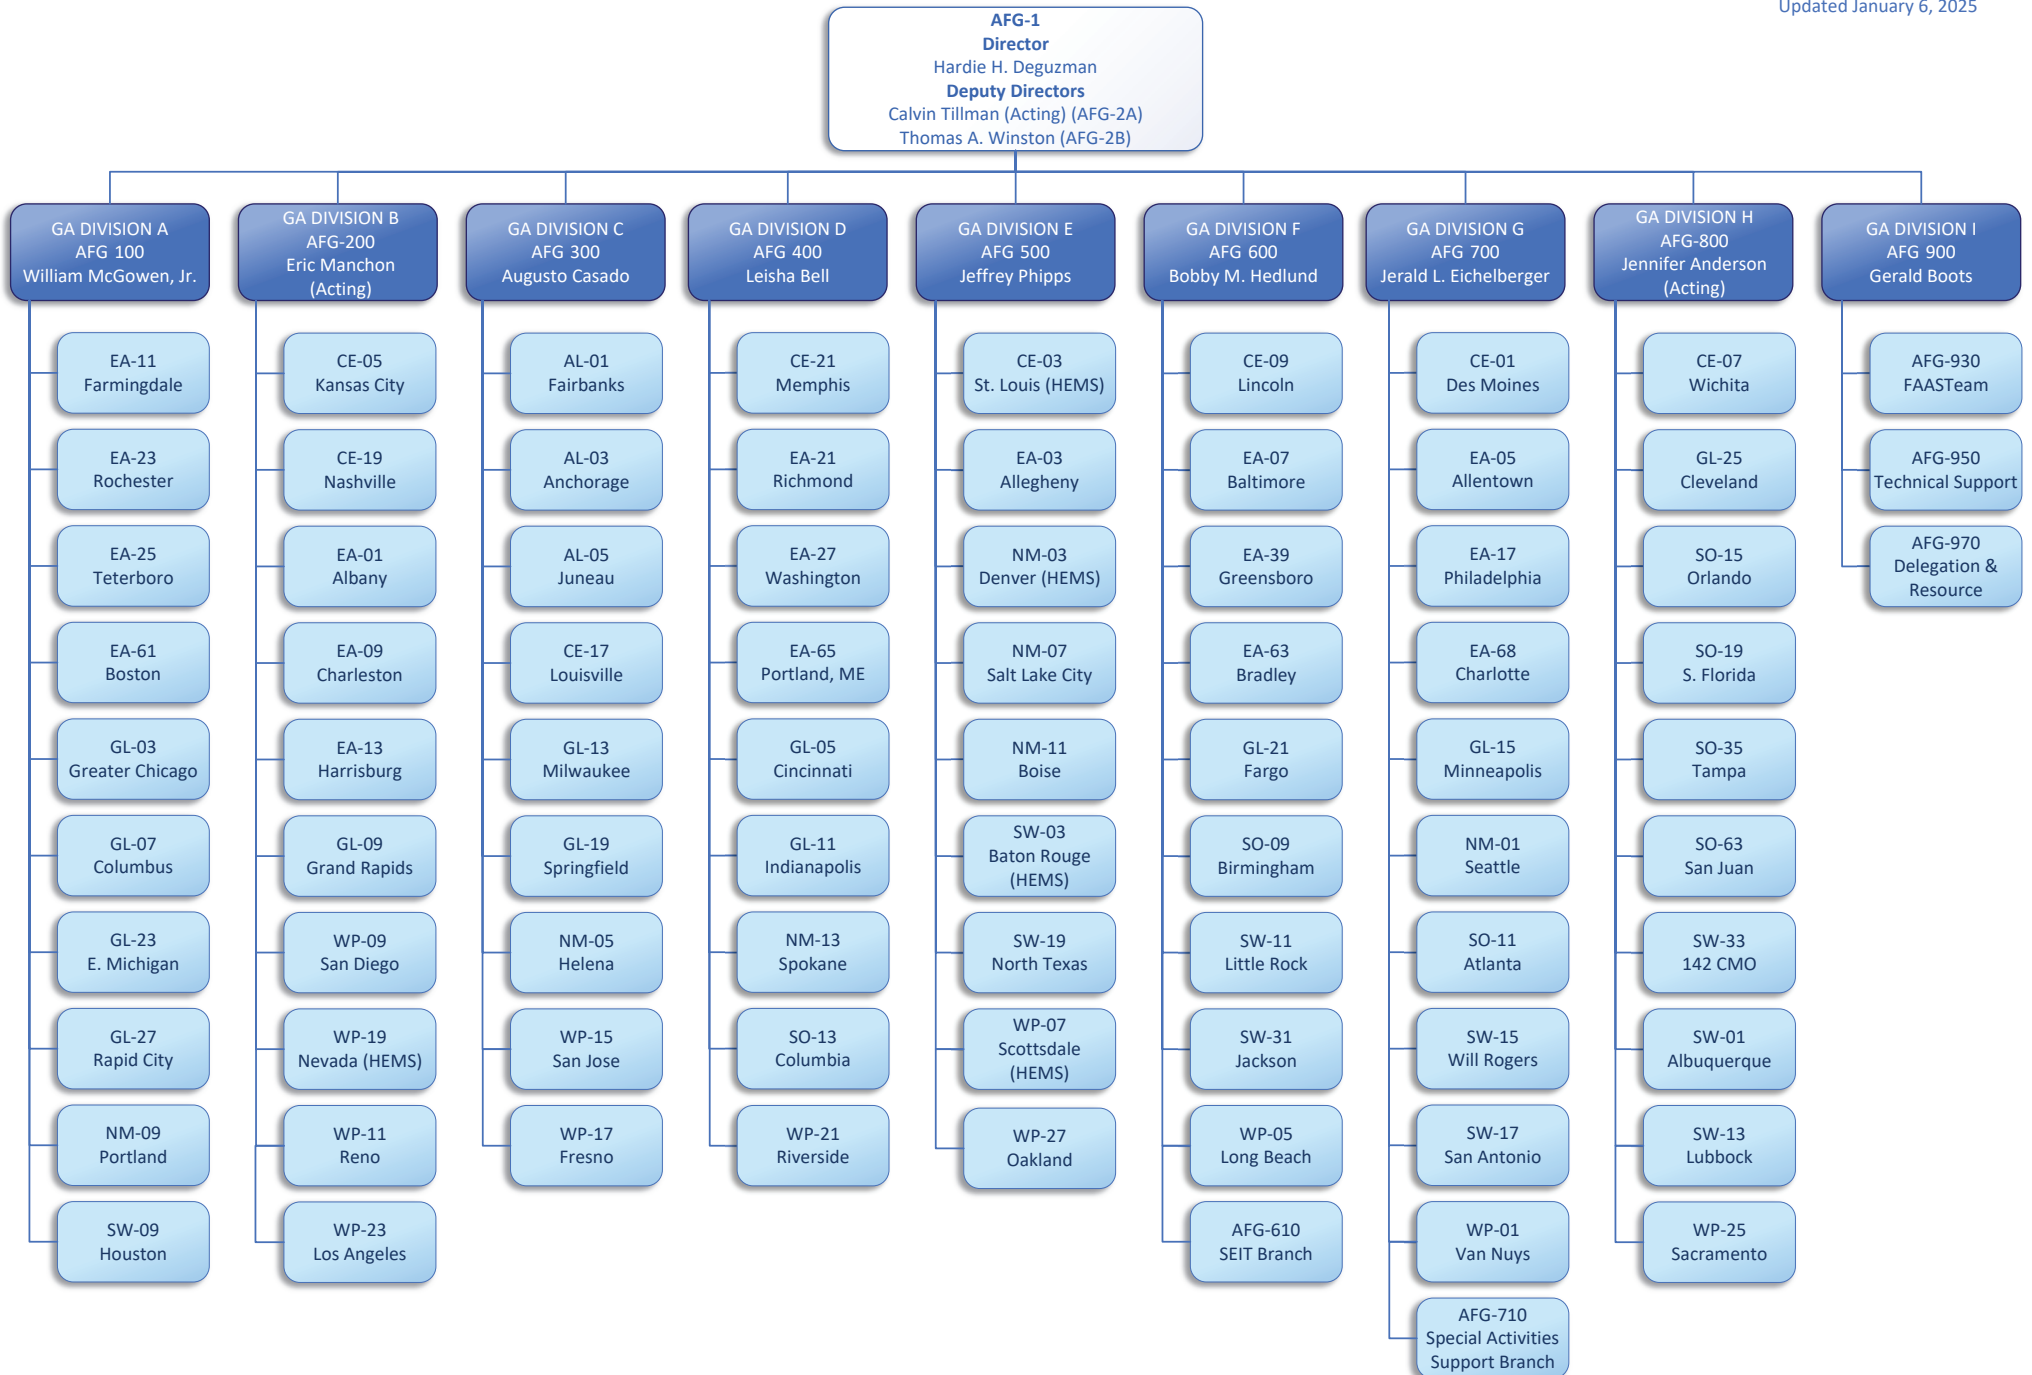 Updated January 6, 2025
AFG-1
Director
Hardie H. Deguzman
Deputy Directors
Calvin Tillman (Acting) (AFG-2A)
Thomas A. Winston (AFG-2B)
GA DIVISION A
AFG 100
William McGowen, Jr.
EA-11
Farmingdale
EA-23
Rochester
EA-25
Teterboro
EA-61
Boston
GL-03
Greater Chicago
GL-07
Columbus
GL-23
E. Michigan
GL-27
Rapid City
NM-09
Portland
SW-09
Houston
GA DIVISION B
AFG-200
Eric Manchon
(Acting)
CE-05
Kansas City
CE-19
Nashville
EA-01
Albany
EA-09
Charleston
EA-13
Harrisburg
GL-09
Grand Rapids
WP-09
San Diego
WP-19
Nevada (HEMS)
WP-11
Reno
WP-23
Los Angeles
GA DIVISION C
AFG 300
Augusto Casado
AL-01
Fairbanks
AL-03
Anchorage
AL-05
Juneau
CE-17
Louisville
GL-13
Milwaukee
GL-19
Springfield
NM-05
Helena
WP-15
San Jose
WP-17
Fresno
GA DIVISION D
AFG 400
Leisha Bell
CE-21
Memphis
EA-21
Richmond
EA-27
Washington
EA-65
Portland, ME
GL-05
Cincinnati
GL-11
Indianapolis
NM-13
Spokane
SO-13
Columbia
WP-21
Riverside
GA DIVISION E
AFG 500
Jeffrey Phipps
CE-03
St. Louis (HEMS)
EA-03
Allegheny
NM-03
Denver (HEMS)
NM-07
Salt Lake City
NM-11
Boise
SW-03
Baton Rouge
(HEMS)
SW-19
North Texas
WP-07
Scottsdale
(HEMS)
WP-27
Oakland
GA DIVISION F
AFG 600
Bobby M. Hedlund
CE-09
Lincoln
EA-07
Baltimore
EA-39
Greensboro
EA-63
Bradley
GL-21
Fargo
SO-09
Birmingham
SW-11
Little Rock
SW-31
Jackson
WP-05
Long Beach
AFG-610
SEIT Branch
GA DIVISION G
AFG 700
Jerald L. Eichelberger
CE-01
Des Moines
EA-05
Allentown
EA-17
Philadelphia
EA-68
Charlotte
GL-15
Minneapolis
NM-01
Seattle
SO-11
Atlanta
SW-15
Will Rogers
SW-17
San Antonio
WP-01
Van Nuys
AFG-710
Special Activities
Support Branch
GA DIVISION H
AFG-800
Jennifer Anderson
(Acting)
CE-07
Wichita
GL-25
Cleveland
SO-15
Orlando
SO-19
S. Florida
SO-35
Tampa
SO-63
San Juan
SW-33
142 CMO
SW-01
Albuquerque
SW-13
Lubbock
WP-25
Sacramento
GA DIVISION I
AFG 900
Gerald Boots
AFG-930
FAASTeam
AFG-950
Technical Support
AFG-970
Delegation &
Resource